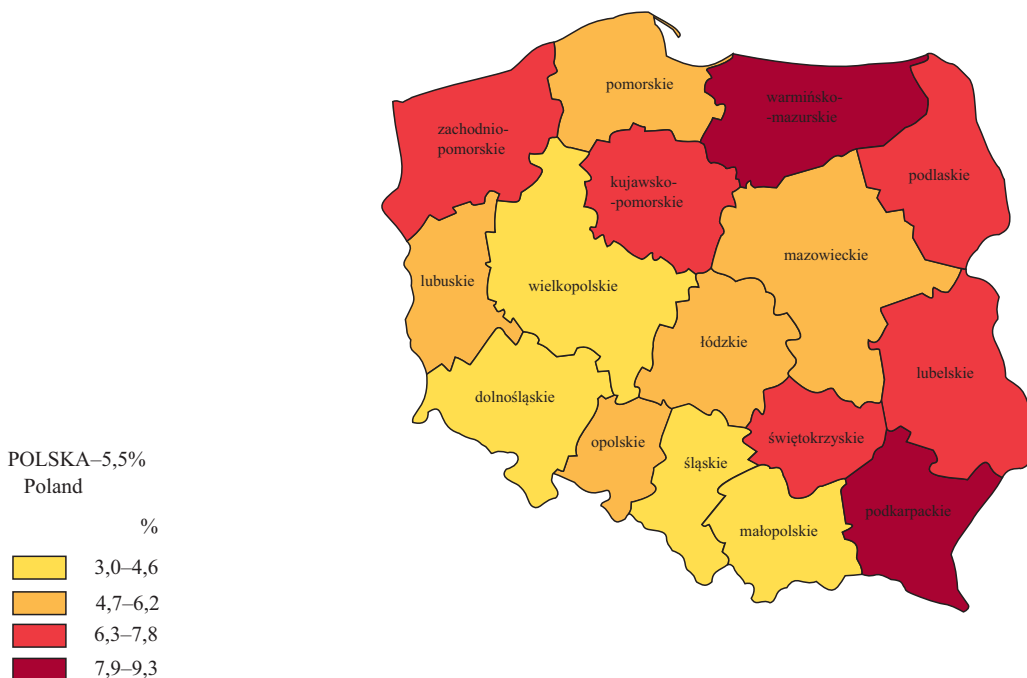 pomorskie
warmińsko-
-mazurskie
zachodnio-
pomorskie
podlaskie
kujawsko-
-pomorskie
mazowieckie
lubuskie
wielkopolskie
łódzkie
lubelskie
dolnośląskie
opolskie
świętokrzyskie
śląskie
podkarpackie
małopolskie
POLSKA–5,5%
Poland
%
3,0–4,6
4,7–6,2
6,3–7,8
7,9–9,3